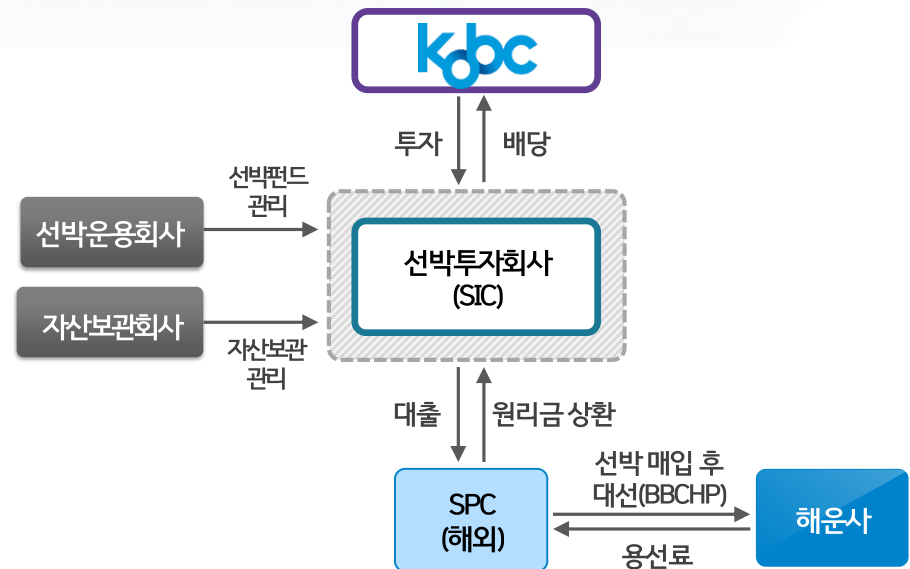 kobc
투자
배당
선박펀드
관리
선박운용회사
선박투자회사
(SIC)
자산보관회사
자산보관
관리
대출
원리금 상환
선박 매입 후
대선(BBCHP)
SPC
(해외)
해운사
용선료